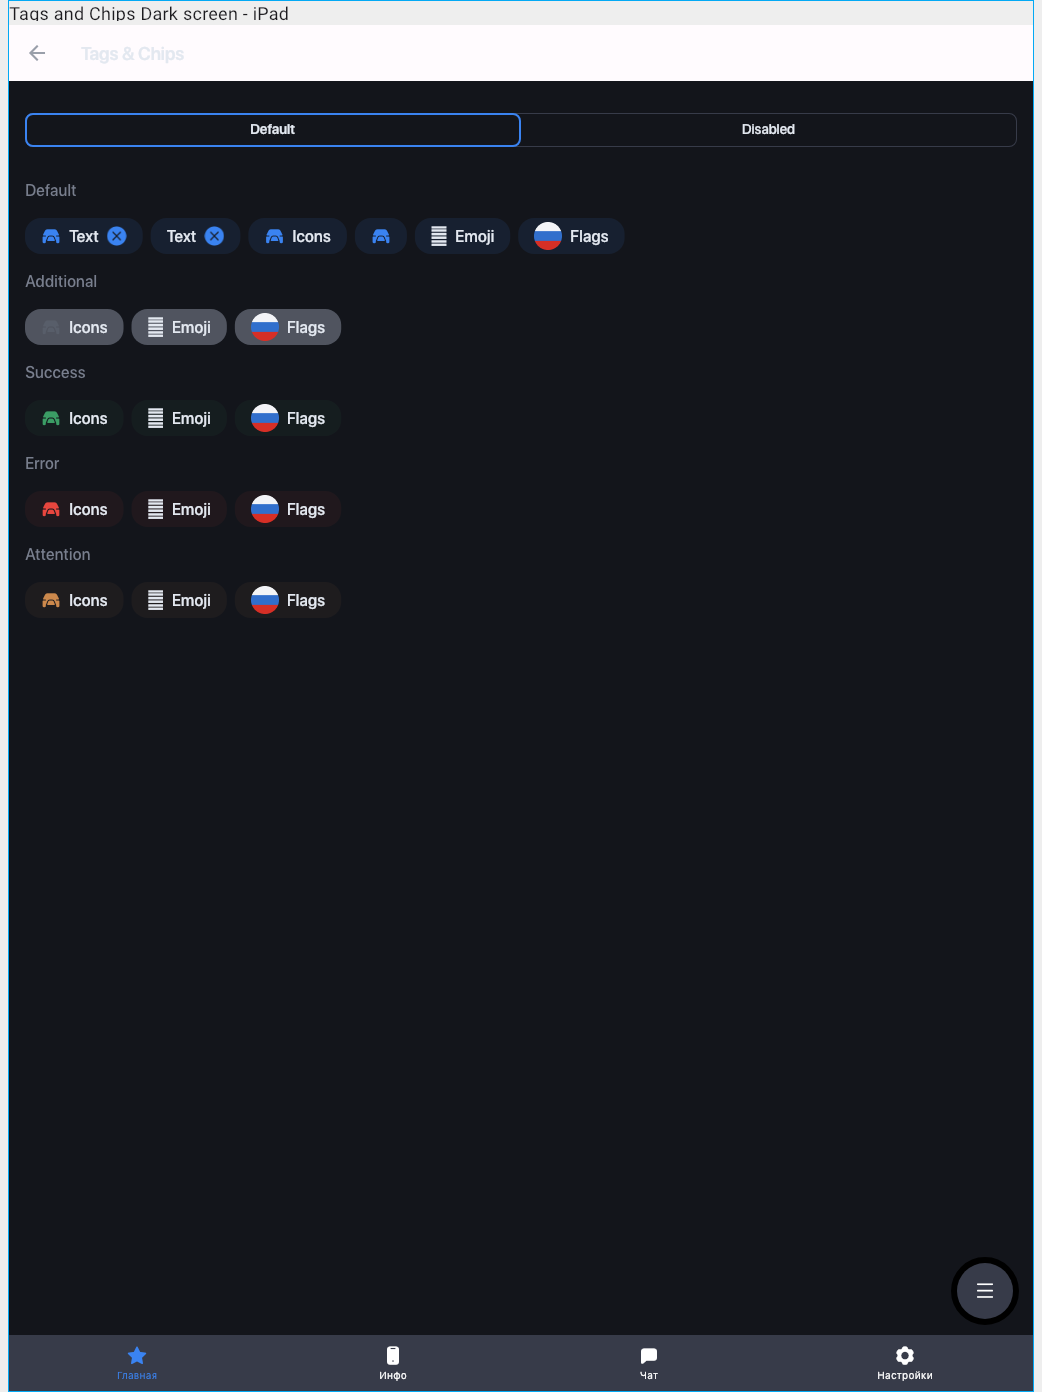 Tags and Chips Dark screen - iPad
Tags & Chips
Default Disabled
Default
Text Text Icons Emoji Flags
Additional
Icons Emoji Flags
Success
Icons Emoji Flags
Error
Icons Emoji Flags
Attention
Icons Emoji Flags
Главная Инфо Чат Настройки